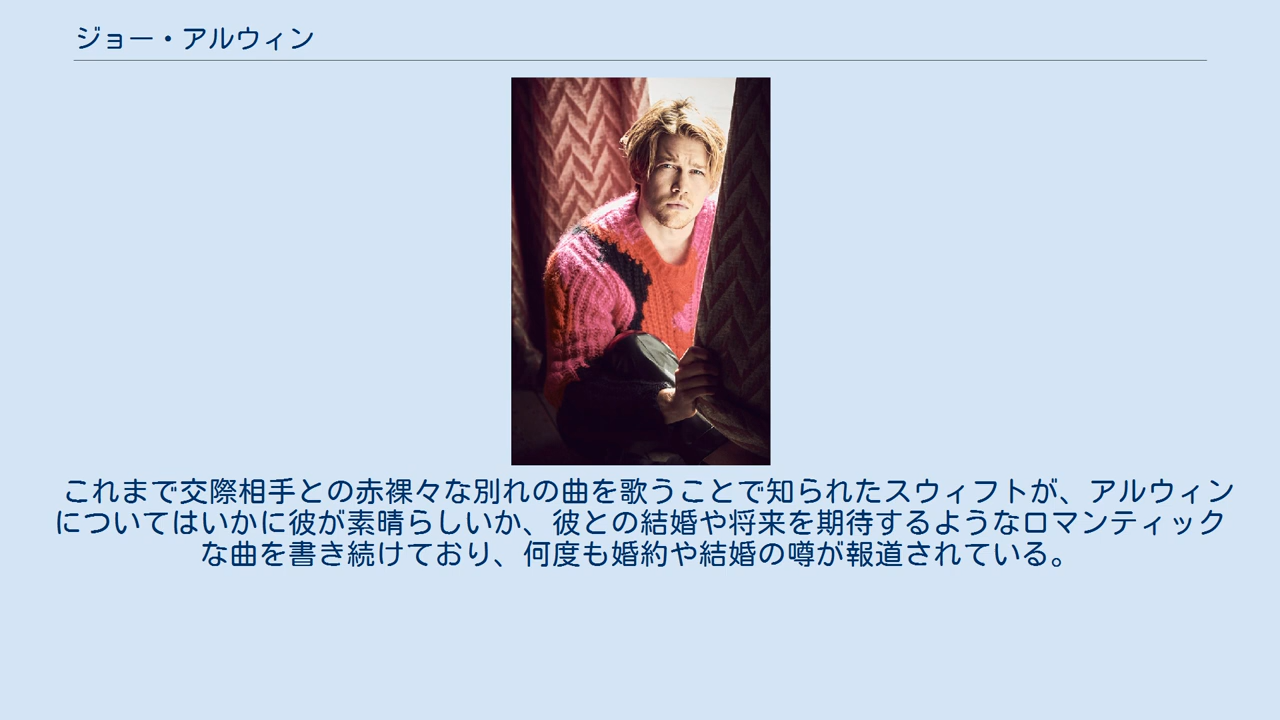 ジョー・アルウィン
これまで交際相手との赤裸々な別れの曲を歌うことで知られたスウィフトが、アルウィン
についてはいかに彼が素晴らしいか、彼との結婚や将来を期待するようなロマンティック
な曲を書き続けており、何度も婚約や結婚の噂が報道されている。